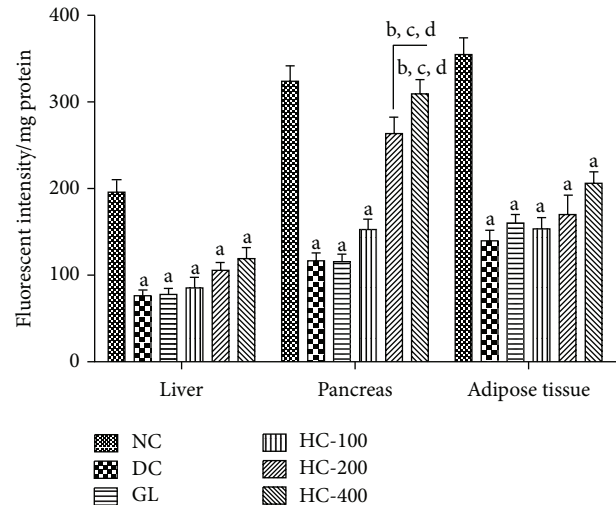 Fluorescent intensity/mg protein
400
300
200
100
0
a
a
a
a
a
a
a
a
b, c, d
b, c, d
a
a
a
a
a
Liver
Pancreas
Adipose tissue
NC
DC
GL
HC-100
HC-200
HC-400